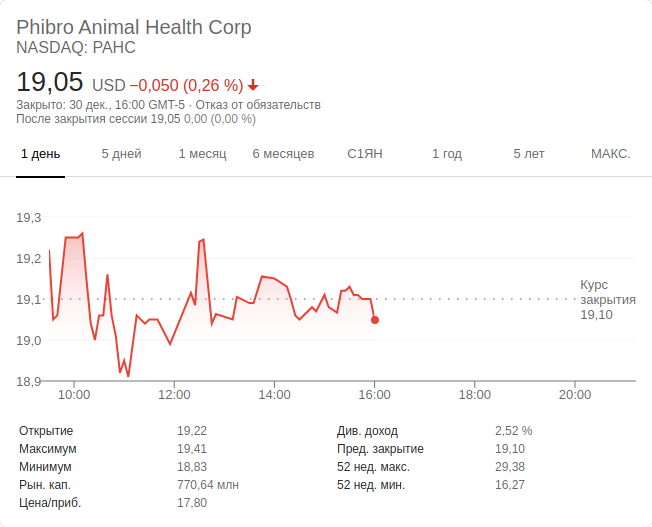 Phibro Animal Health Corp
NASDAQ: PAHC
19,05 USD −0,050 (0,26 %)
Закрыто: 30 дек., 16:00 GMT-5 · Отказ от обязательств
После закрытия сессии 19,05 0,00 (0,00 %)
1 день 5 дней 1 месяц 6 месяцев С1ЯН 1 год 5 лет МАКС.
19,3
19,2
19,1
19,0
18,9
Курс
закрытия
19,10
10:00 12:00 14:00 16:00 18:00 20:00
Открытие 19,22 Див. доход 2,52 %
Максимум 19,41 Пред. закрытие 19,10
Минимум 18,83 52 нед. макс. 29,38
Рын. кап. 770,64 млн 52 нед. мин. 16,27
Цена/приб. 17,80